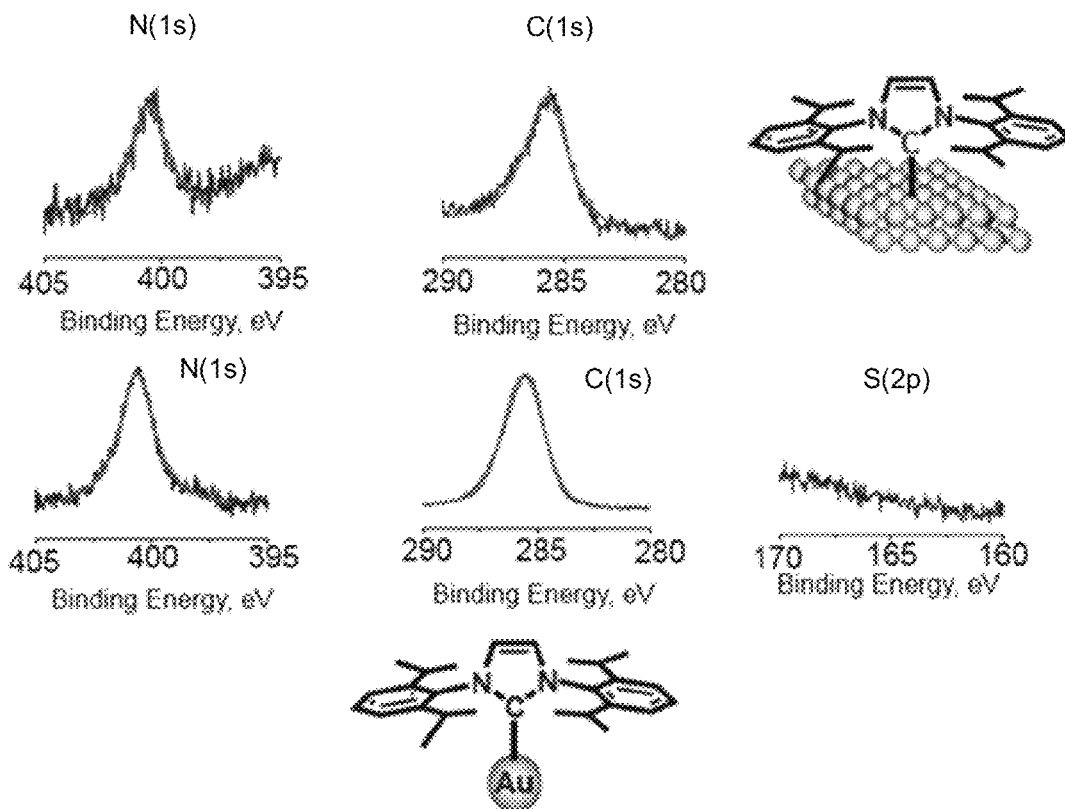 N(1s)
C(1s)
N
N
C
405
400
395
Binding Energy, eV
290
285
280
Binding Energy, eV
N(1s)
C(1s)
S(2p)
405
400
395
Binding Energy, eV
290
285
280
Binding Energy, eV
170
165
160
Binding Energy, eV
N
N
C
Au